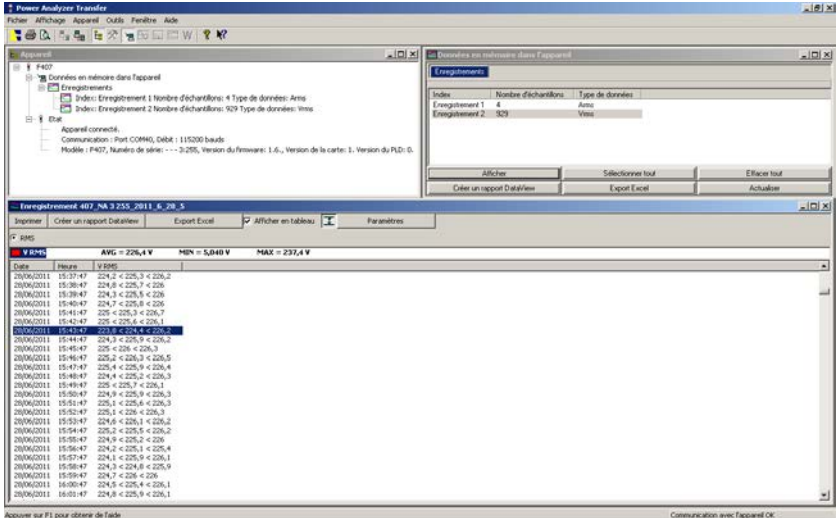 Power Analyzer Transfer
Fichier Affichage Appareil Outils Fenêtre Aide
Appareil
F407
Données en mémoire dans l'appareil
Enregistrements
Index: Enregistrement 1 Nombre d'échantillons: 4 Type de données: Arms
Index: Enregistrement 2 Nombre d'échantillons: 929 Type de données: Vrms
Etat
Appareil connecté.
Communication : Port COM40, Débit : 115200 bauds
Modèle : F407, Numéro de série: - - - 3:255, Version du firmware: 1.6., Version de la carte: 1. Version du PLD: 0.
Données en mémoire dans l'appareil
Enregistrements
Index Nombre d'échantillons Type de données
Enregistrement 1 4 Arms
Enregistrement 2 929 Vrms
Afficher Sélectionner tout Effacer tout
Créer un rapport DataView Export Excel Actualiser
Enregistrement 407_NA 3 255_2011_6_20_5
Imprimer Créer un rapport DataView Export Excel Afficher en tableau Paramètres
RMS
V RMS AVG = 226,4 V MIN = 5,040 V MAX = 237,4 V
Date Heure V RMS
28/06/2011 15:37:47 224,2 < 225,3 < 226,2
28/06/2011 15:38:47 224,8 < 225,7 < 226
28/06/2011 15:39:47 224,3 < 225,5 < 226
28/06/2011 15:40:47 224,7 < 225,8 < 226
28/06/2011 15:41:47 225 < 225,3 < 226,7
28/06/2011 15:42:47 225 < 225,6 < 226,1
28/06/2011 15:43:47 223,8 < 224,4 < 226,2
28/06/2011 15:44:47 224,3 < 225,9 < 226,2
28/06/2011 15:45:47 225 < 226 < 226,3
28/06/2011 15:46:47 225,2 < 226,3 < 226,5
28/06/2011 15:47:47 225,4 < 225,9 < 226,4
28/06/2011 15:48:47 224,4 < 225,2 < 226,3
28/06/2011 15:49:47 225 < 225,7 < 226,1
28/06/2011 15:50:47 224,9 < 225,9 < 226,3
28/06/2011 15:51:47 225,1 < 225,6 < 226,3
28/06/2011 15:52:47 225,1 < 226 < 226,3
28/06/2011 15:53:47 224,6 < 226,1 < 226,2
28/06/2011 15:54:47 225,2 < 225,5 < 226,2
28/06/2011 15:55:47 224,9 < 225,2 < 226
28/06/2011 15:56:47 224,2 < 225,1 < 225,4
28/06/2011 15:57:47 224,1 < 225,9 < 226,1
28/06/2011 15:58:47 224,3 < 224,8 < 225,9
28/06/2011 15:59:47 224,7 < 226 < 226
28/06/2011 16:00:47 224,5 < 225,4 < 226,1
28/06/2011 16:01:47 224,8 < 225,9 < 226,1
Appuyer sur F1 pour obtenir de l'aide Communication avec l'appareil OK